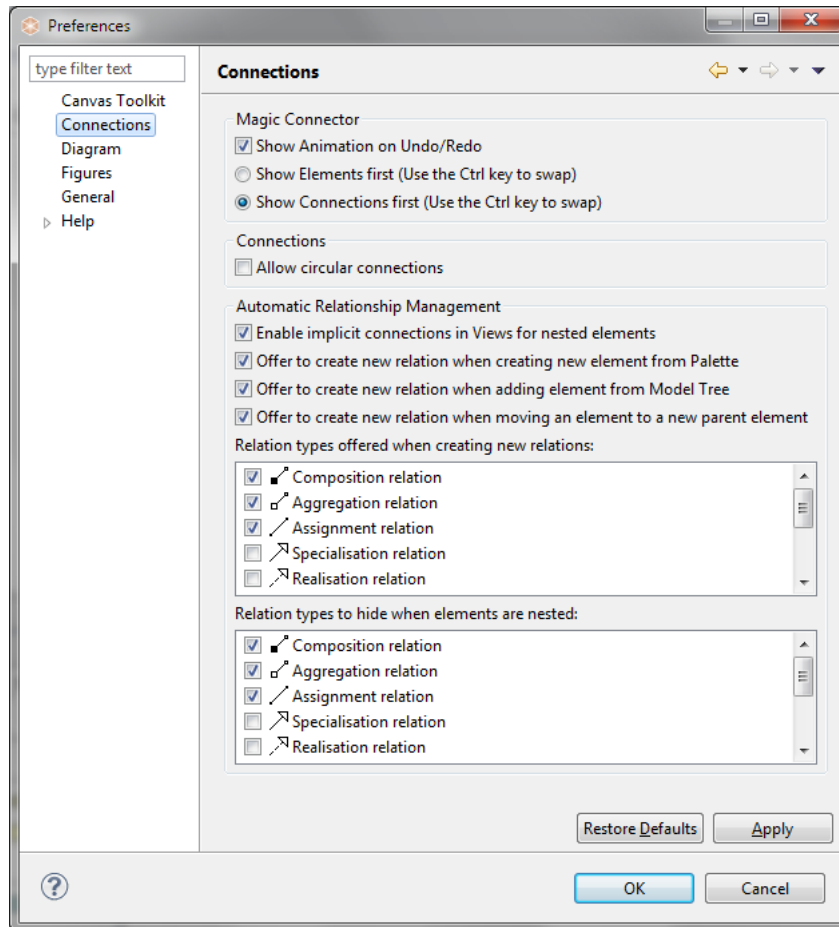 Preferences
type filter text
Canvas Toolkit
Connections
Diagram
Figures
General
Help
Connections
Magic Connector
Show Animation on Undo/Redo
Show Elements first (Use the Ctrl key to swap)
Show Connections first (Use the Ctrl key to swap)
Connections
Allow circular connections
Automatic Relationship Management
Enable implicit connections in Views for nested elements
Offer to create new relation when creating new element from Palette
Offer to create new relation when adding element from Model Tree
Offer to create new relation when moving an element to a new parent element
Relation types offered when creating new relations:
Composition relation
Aggregation relation
Assignment relation
Specialisation relation
Realisation relation
Relation types to hide when elements are nested:
Composition relation
Aggregation relation
Assignment relation
Specialisation relation
Realisation relation
Restore Defaults Apply
? OK Cancel